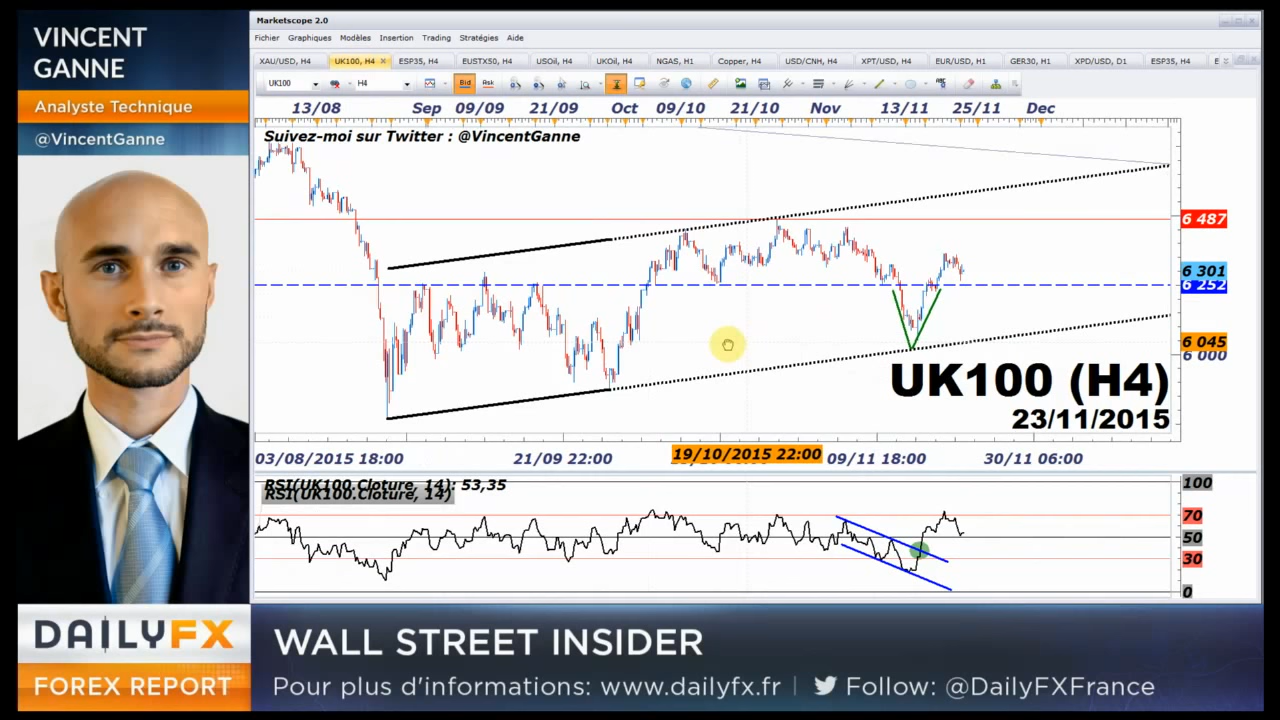 VINCENT
GANNE
Analyste Technique
@VincentGanne
Marketscope 2.0
Fichier Graphiques Modèles Insertion Trading Stratégies Aide
XAU/USD, H4 UK100, H4 ESP35, H4 EUSTX50, H4 USOil, H4 UKOil, H4 NGAS, H1 Copper, H4 USD/CNH, H4 XPT/USD, H4 EUR/USD, H1 GER30, H1 XPD/USD, D1 ESP35, H4 E
UK100 H4 Bid Ask
13/08 Sep 09/09 21/09 Oct 09/10 21/10 Nov 13/11 25/11 Dec
Suivez-moi sur Twitter : @VincentGanne
6 487
6 301
6 252
6 045
6 000
UK100 (H4)
23/11/2015
03/08/2015 18:00 21/09 22:00 19/10/2015 22:00 09/11 18:00 30/11 06:00
RSI(UK100.Cloture, 14): 53,35
RSI(UK100.Cloture, 14)
100
70
50
30
0
DAILYFX
FOREX REPORT
WALL STREET INSIDER
Pour plus d'informations: www.dailyfx.fr | Follow: @DailyFXFrance